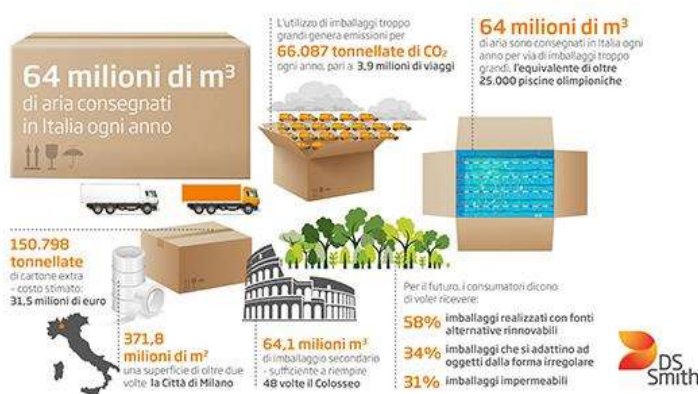 64 milioni di m³
di aria consegnati
in Italia ogni anno
L'utilizzo di imballaggi troppo
grandi genera emissioni per
66.087 tonnellate di CO₂
ogni anno, pari a 3,9 milioni di viaggi
64 milioni di m³
di aria sono consegnati in Italia ogni
anno per via di imballaggi troppo
grandi, l'equivalente di oltre
25.000 piscine olimpioniche
150.798
tonnellate
di cartone extra
- costo stimato:
31,5 milioni di euro
371,8
milioni di m²
una superficie di oltre due
volte la Città di Milano
64,1 milioni m³
di imballaggio secondario
- sufficiente a riempire
48 volte il Colosseo
Per il futuro, i consumatori dicono
di voler ricevere:
58% imballaggi realizzati con fonti
alternative rinnovabili
34% imballaggi che si adattino ad
oggetti dalla forma irregolare
31% imballaggi impermeabili
DS
Smith